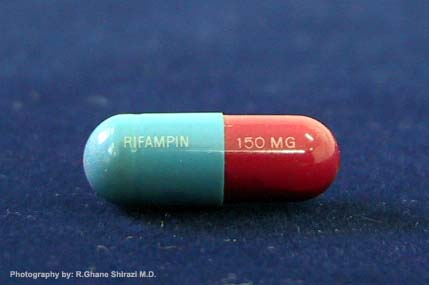 RIFAMPIN 150 MG
Photography by: R.Ghane Shirazi M.D.